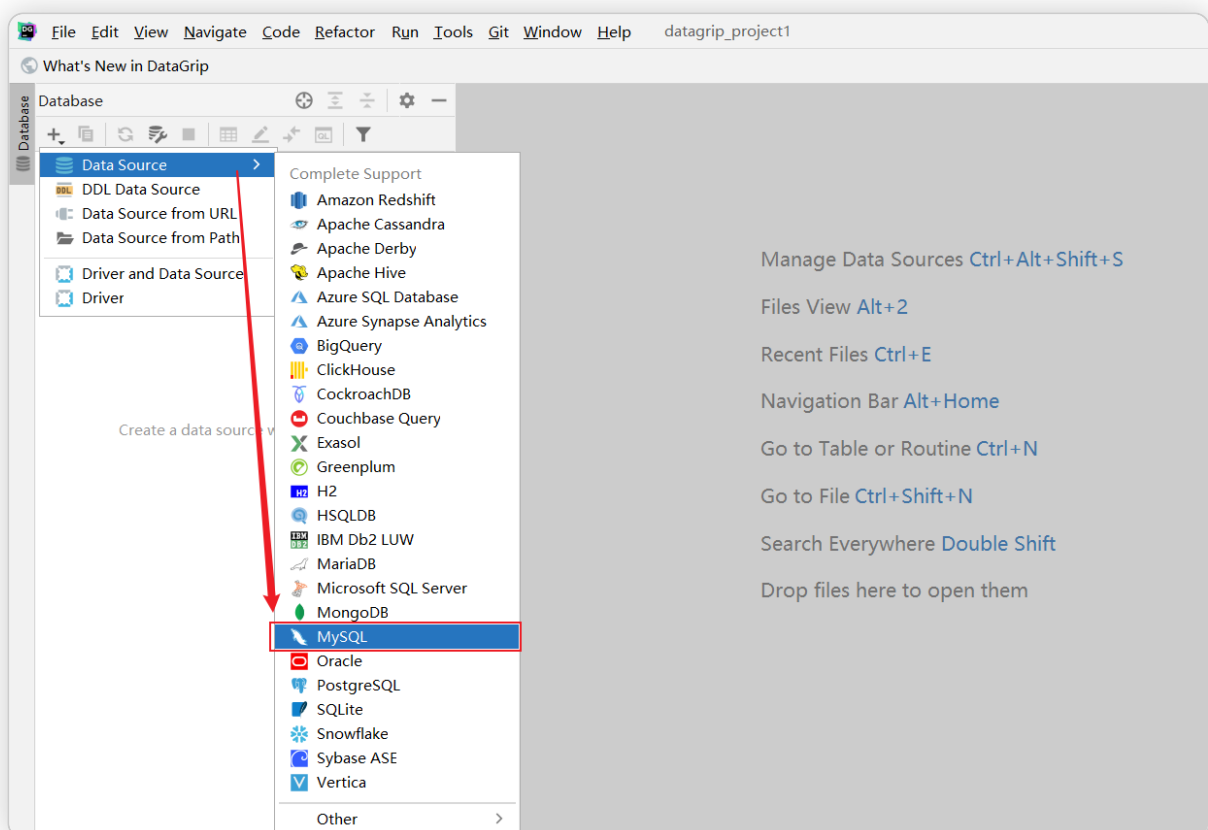 File Edit View Navigate Code Refactor Run Tools Git Window Help datagrip_project1
What's New in DataGrip
Database
Database
Data Source
DDL Data Source
Data Source from URL
Data Source from Path
Driver and Data Source
Driver
Create a data source w
Complete Support
Amazon Redshift
Apache Cassandra
Apache Derby
Apache Hive
Azure SQL Database
Azure Synapse Analytics
BigQuery
ClickHouse
CockroachDB
Couchbase Query
Exasol
Greenplum
H2
HSQLDB
IBM Db2 LUW
MariaDB
Microsoft SQL Server
MongoDB
MySQL
Oracle
PostgreSQL
SQLite
Snowflake
Sybase ASE
Vertica
Other
Manage Data Sources Ctrl+Alt+Shift+S
Files View Alt+2
Recent Files Ctrl+E
Navigation Bar Alt+Home
Go to Table or Routine Ctrl+N
Go to File Ctrl+Shift+N
Search Everywhere Double Shift
Drop files here to open them